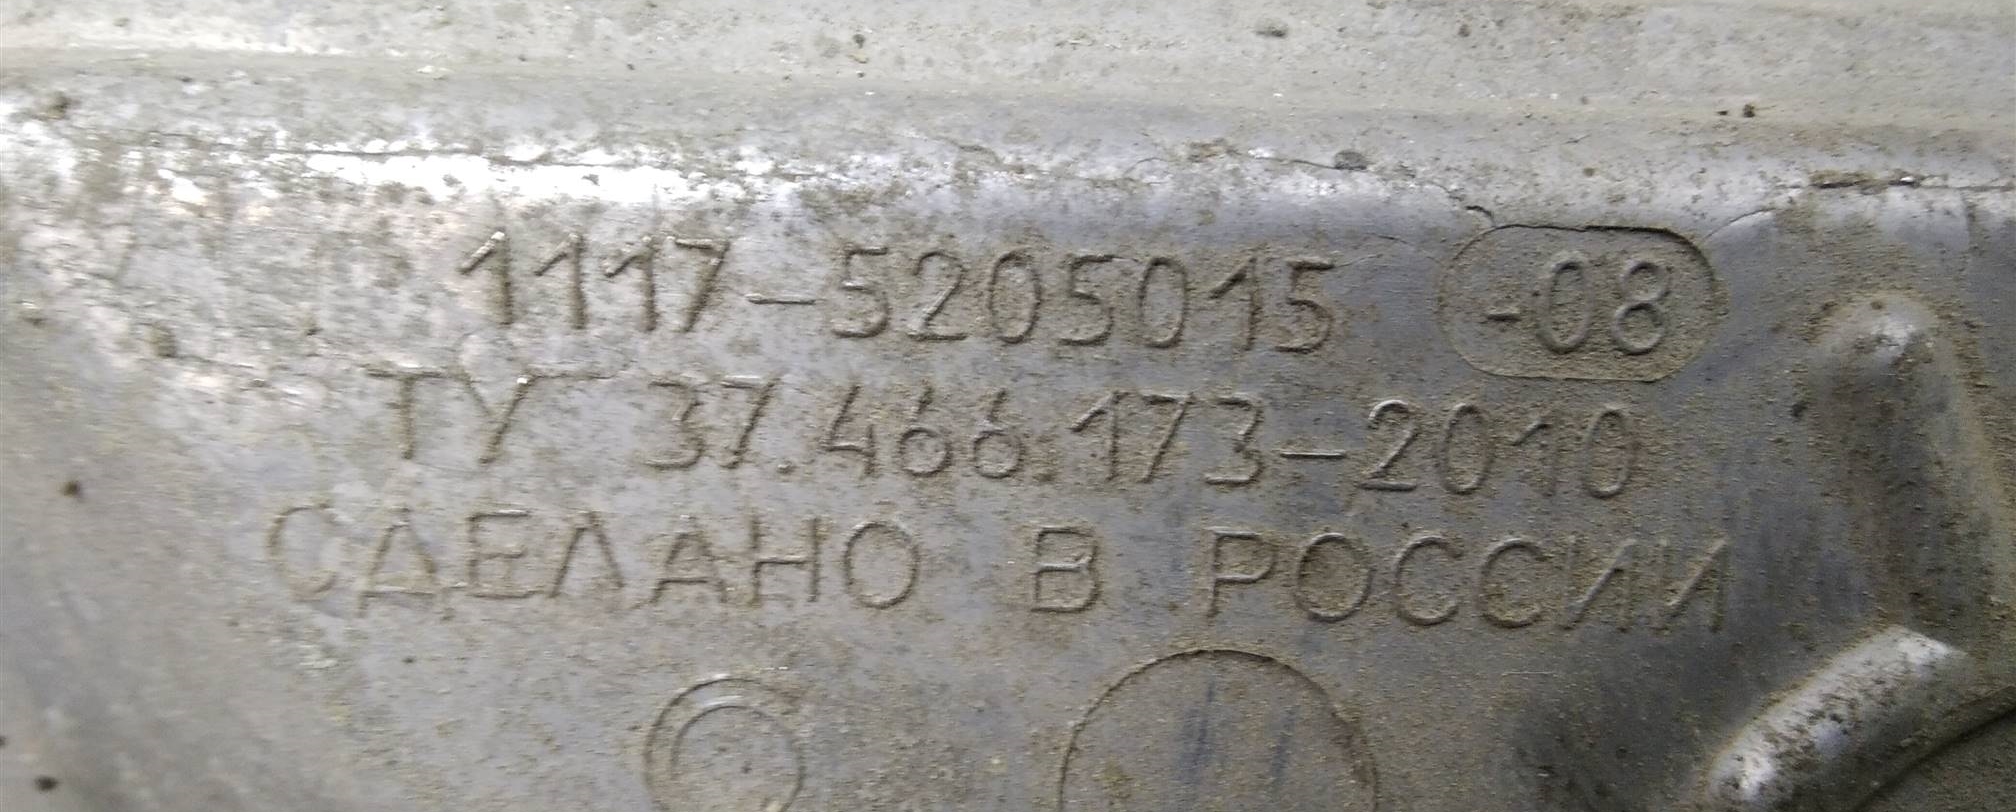 1117-5205015 -08
ТУ 37.466.173-2010
СДЕЛАНО В РОССИИ